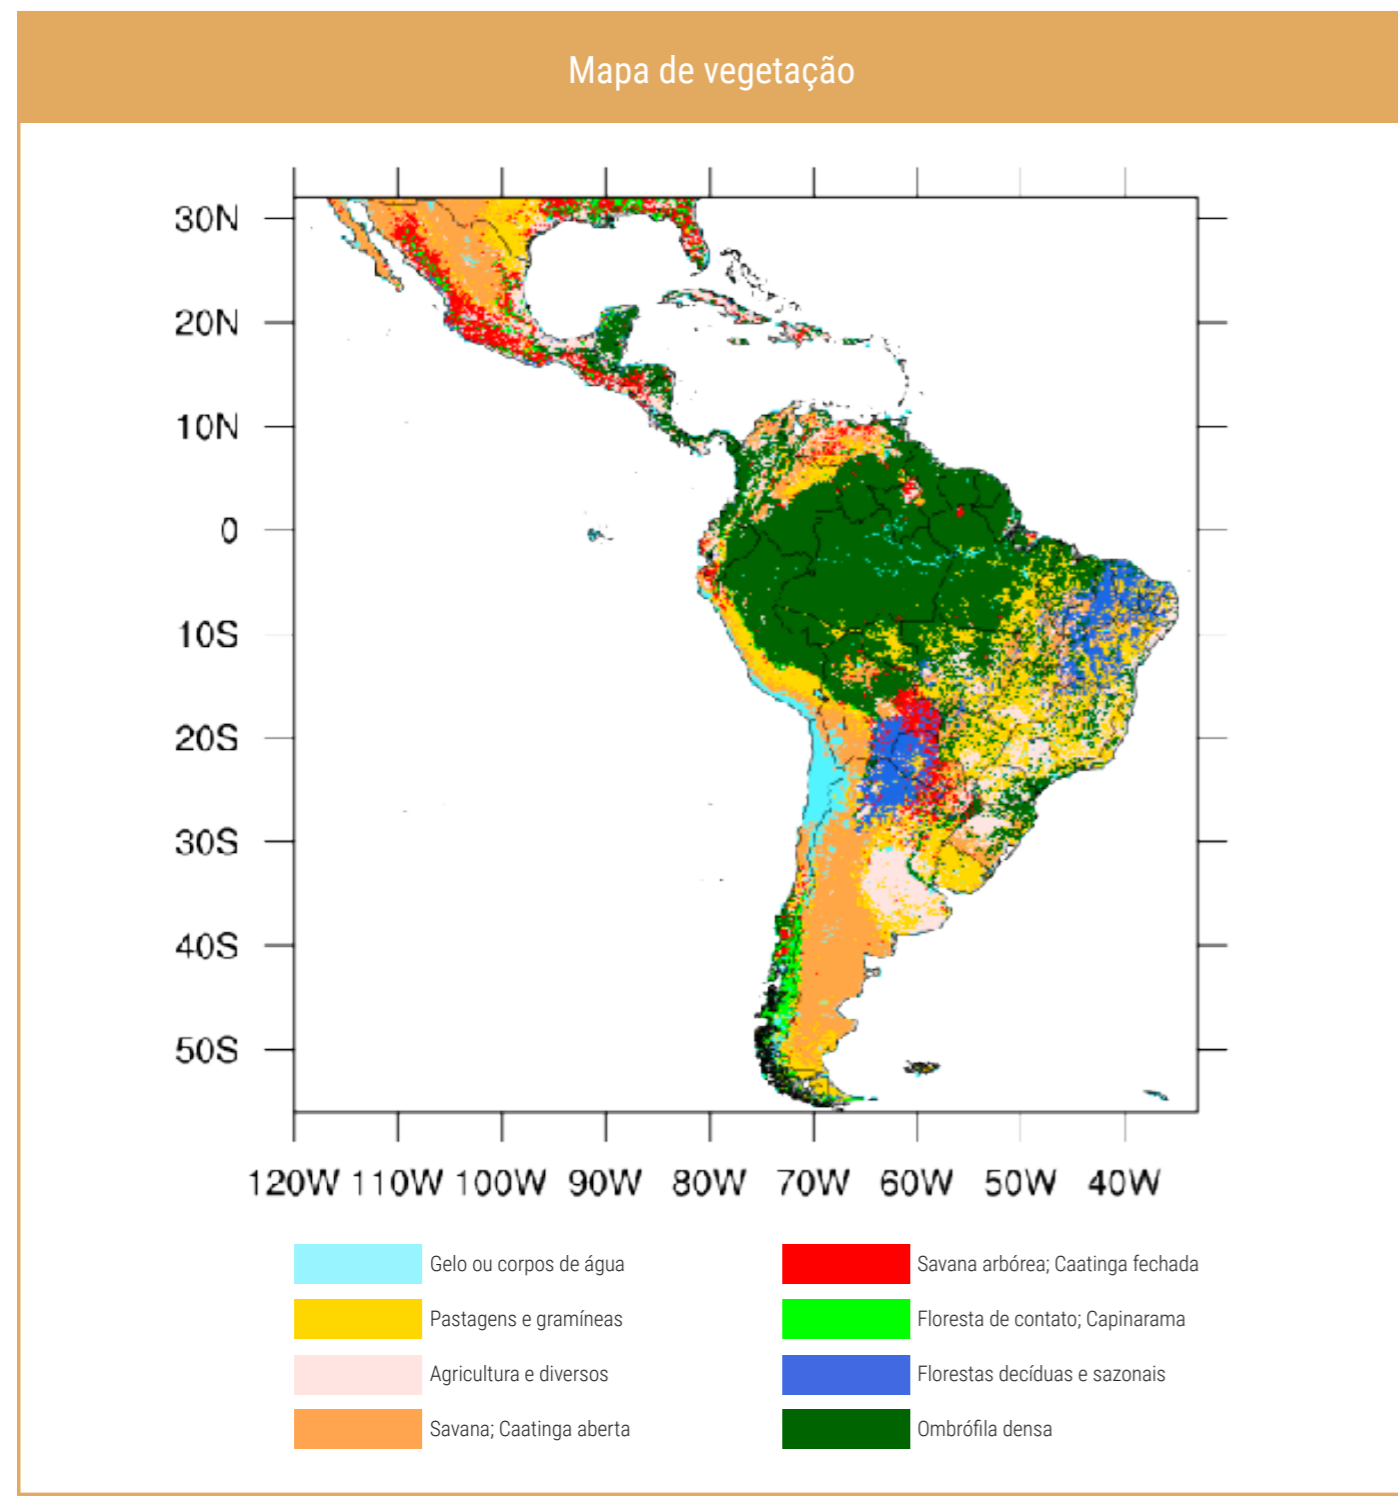 Mapa de vegetação
30N
20N
10N
0
10S
20S
30S
40S
50S
120W 110W 100W 90W 80W 70W 60W 50W 40W
Gelo ou corpos de água
Pastagens e gramíneas
Agricultura e diversos
Savana; Caatinga aberta
Savana arbórea; Caatinga fechada
Floresta de contato; Capinarama
Florestas decíduas e sazonais
Ombrófila densa